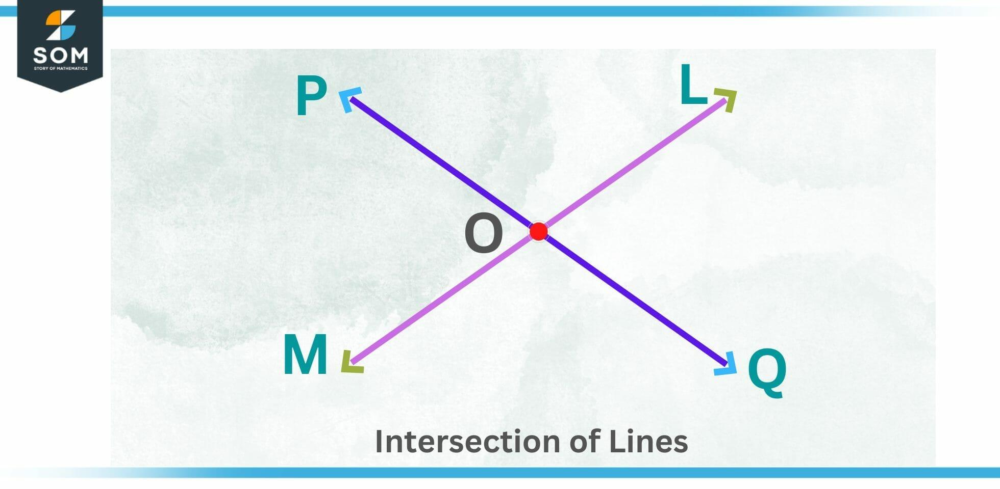 SOM
STORY OF MATHEMATICS
P
L
O
M
Q
Intersection of Lines